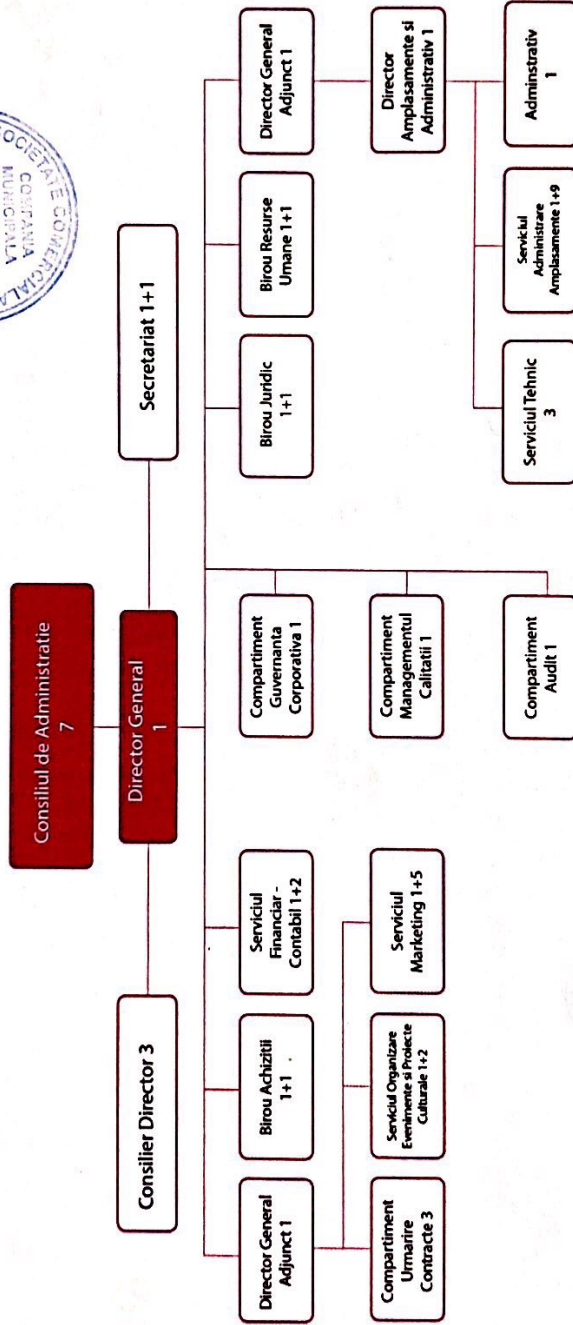 SOCIETATE COMERCIALA
COMPANIA
MUNICIPALA
Consiliul de Administratie
7
Director General
1
Consilier Director 3
Secretariat 1+1
Director General
Adjunct 1
Birou Achizitii
1+1
Serviciul
Financiar -
Contabil 1+2
Birou Juridic
1+1
Birou Resurse
Umane 1+1
Director General
Adjunct 1
Compartiment
Urmarire
Contracte 3
Serviciul Organizare
Evenimente si Proiecte
Culturale 1+2
Serviciul
Marketing 1+5
Compartiment
Guvernanta
Corporativa 1
Compartiment
Managementul
Calitatii 1
Compartiment
Audit 1
Director
Amplasamente si
Administrativ 1
Serviciul Tehnic
3
Serviciul
Administrare
Amplasamente 1+9
Adminstrativ
1